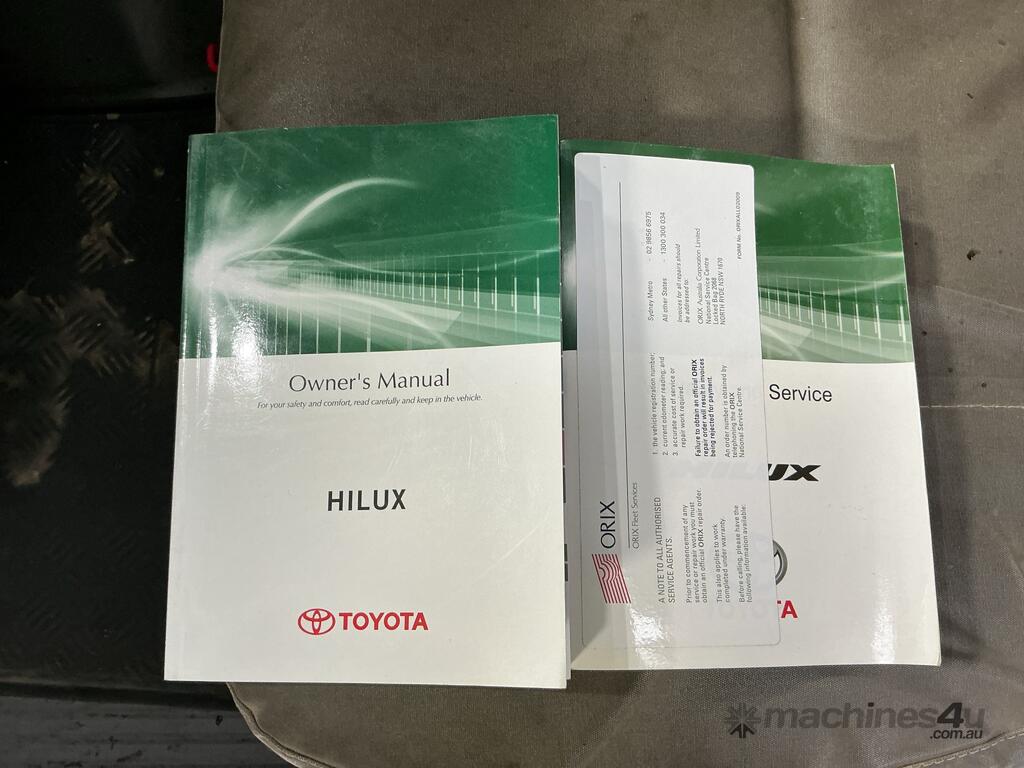 Owner's Manual
For your safety and comfort, read carefully and keep in the vehicle.
HILUX
TOYOTA
Service
ORIX
ORIX Fleet Services
A NOTE TO ALL AUTHORISED
SERVICE AGENTS.
Prior to commencement of any
service or repair work you must
obtain an official ORIX repair order.
This also applies to work
completed under warranty.
Before calling, please have the
following information available:
1. the vehicle registration number;
2. current odometer reading; and
3. accurate cost of service or
repair work required.
Failure to obtain an official ORIX
repair order will result in invoices
being rejected for payment.
An order number is obtained by
telephoning the ORIX
National Service Centre.
Sydney Metro - 02 9856 6975
All other States - 1300 300 034
Invoices for all repairs should
be addressed to:
ORIX Australia Corporation Limited
National Service Centre
Locked Bag 2068
NORTH RYDE NSW 1670
FORM No. ORIXALL02009
machines4u
.com.au